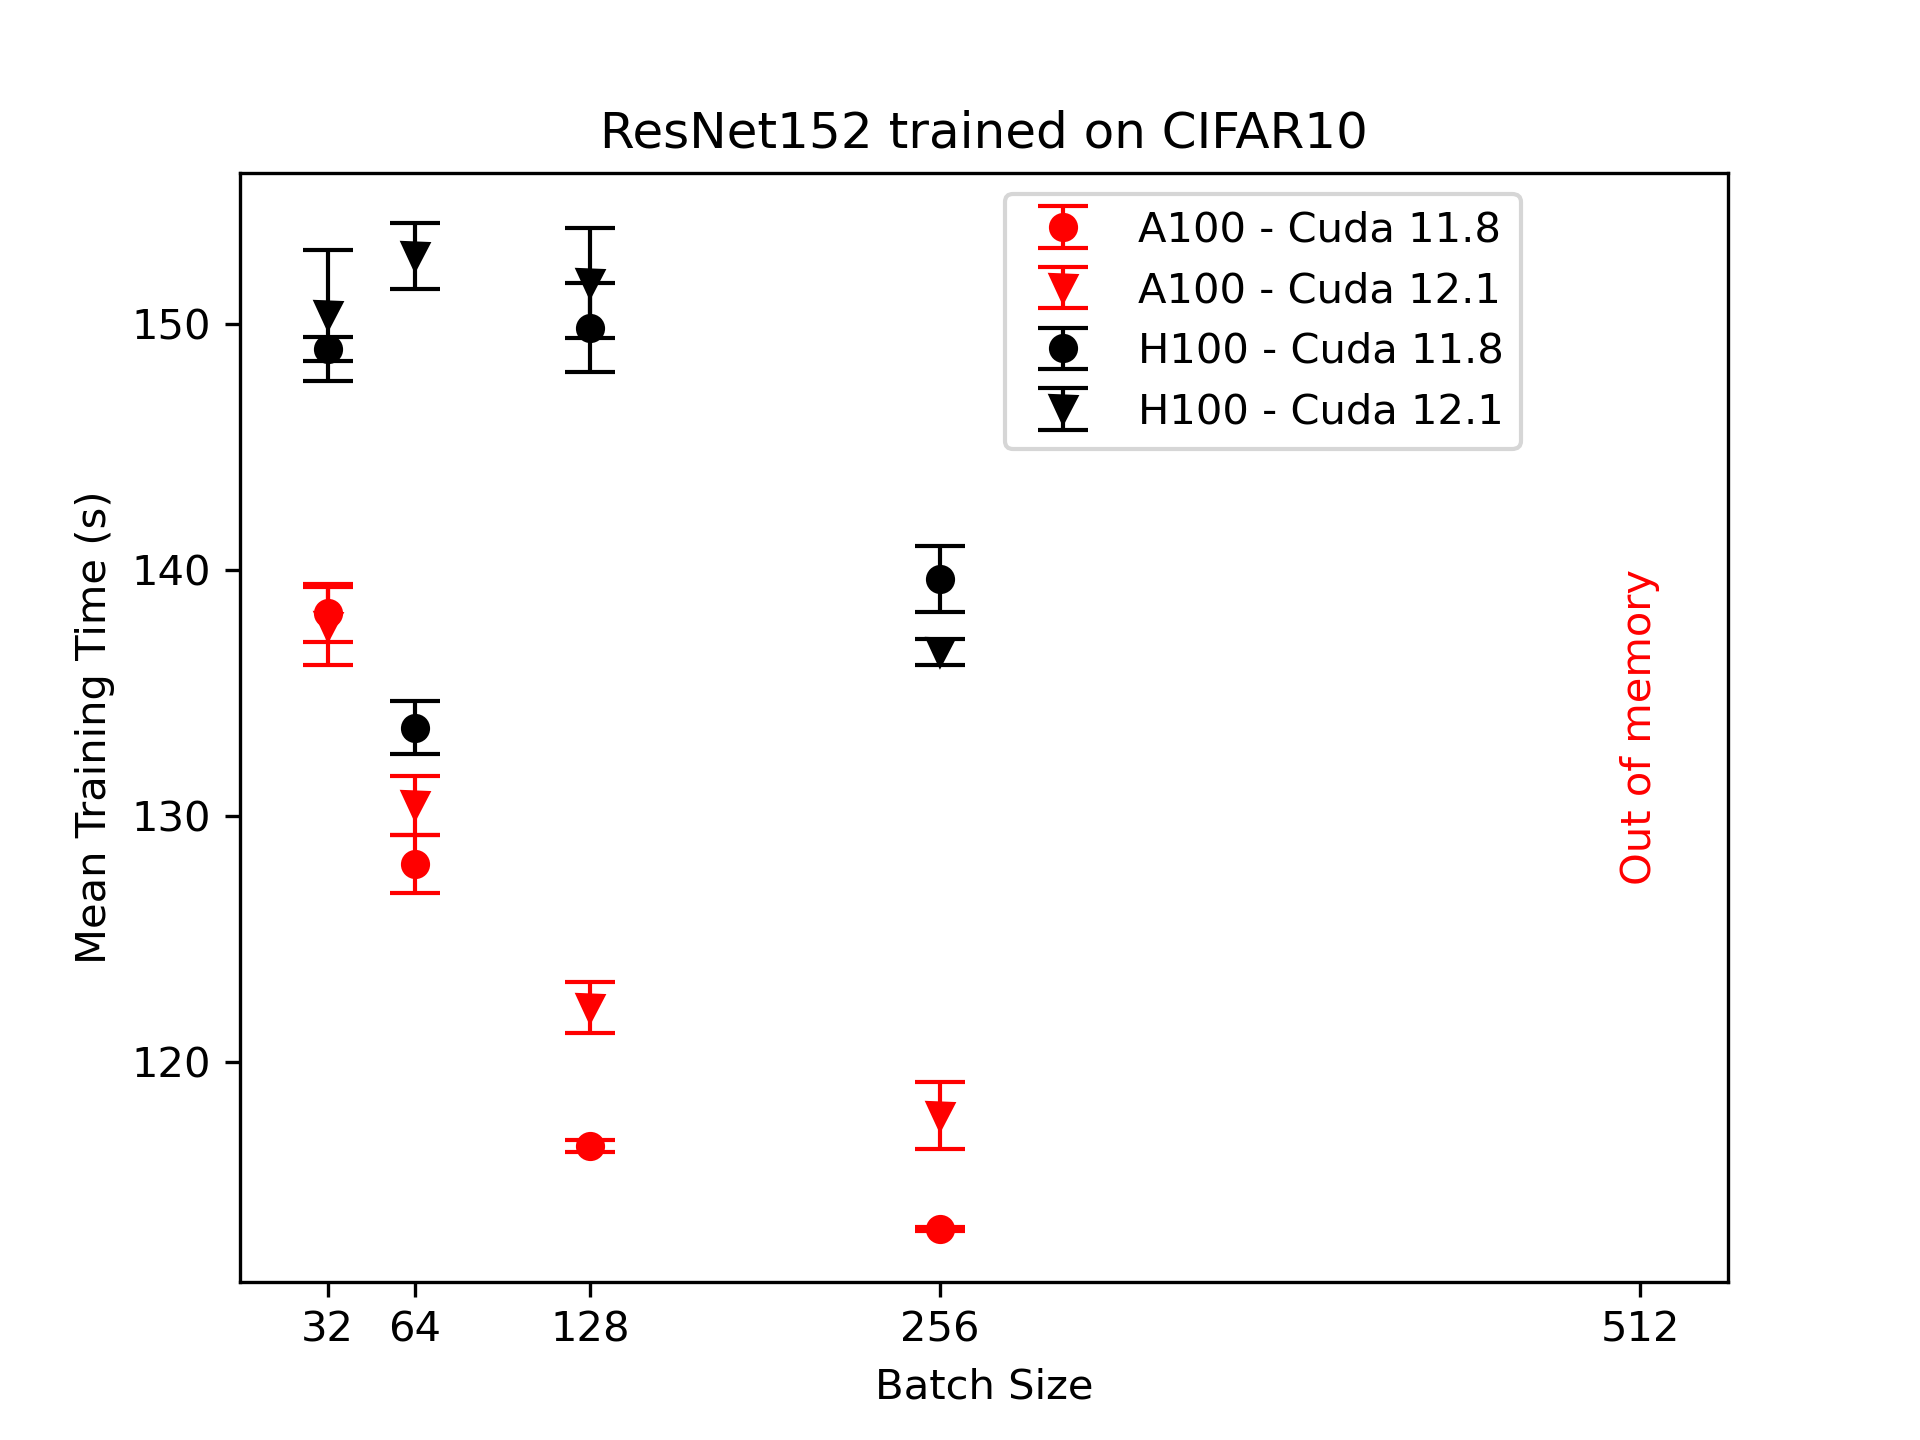 ResNet152 trained on CIFAR10
A100 - Cuda 11.8
A100 - Cuda 12.1
H100 - Cuda 11.8
H100 - Cuda 12.1
Mean Training Time (s)
150
140
130
120
Out of memory
32 64 128 256 512
Batch Size